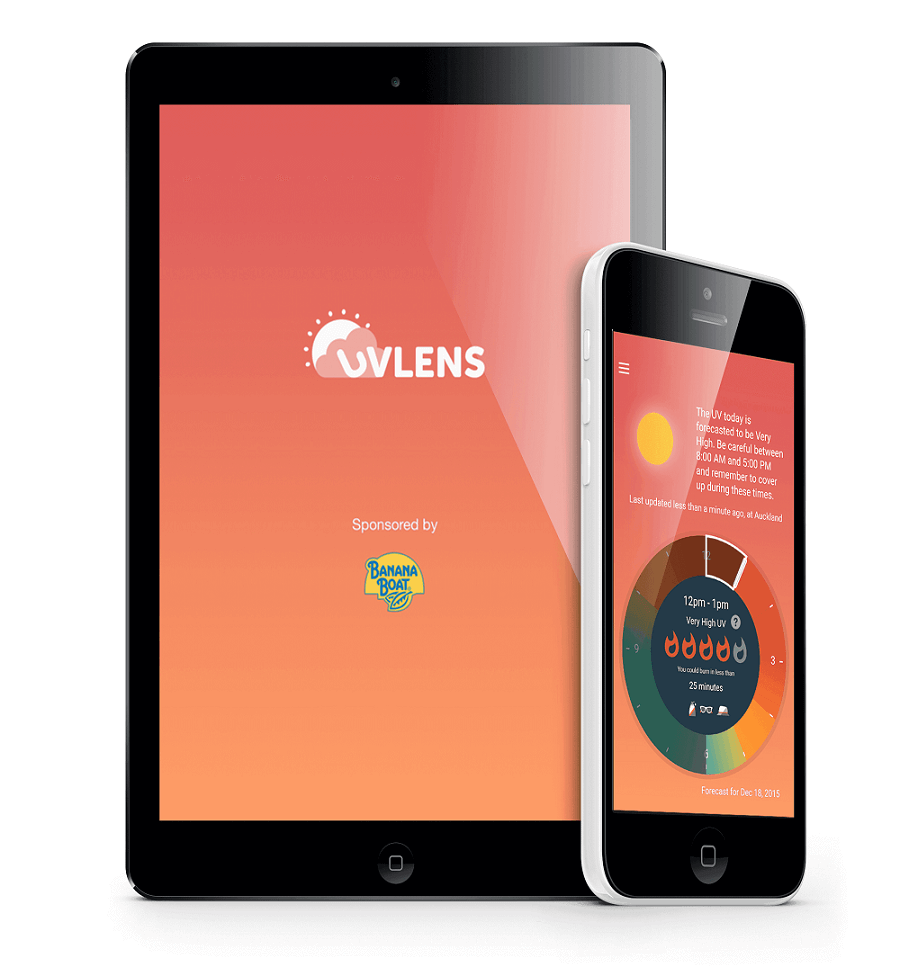 UVLENS
Sponsored by
BANANA
BOAT
The UV today is
forecasted to be Very
High. Be careful between
8:00 AM and 5:00 PM
and remember to cover
up during these times.
Last updated less than a minute ago, at Auckland
12
12pm - 1pm
Very High UV ?
9
3
You could burn in less than
25 minutes
6
Forecast for Dec 18, 2015